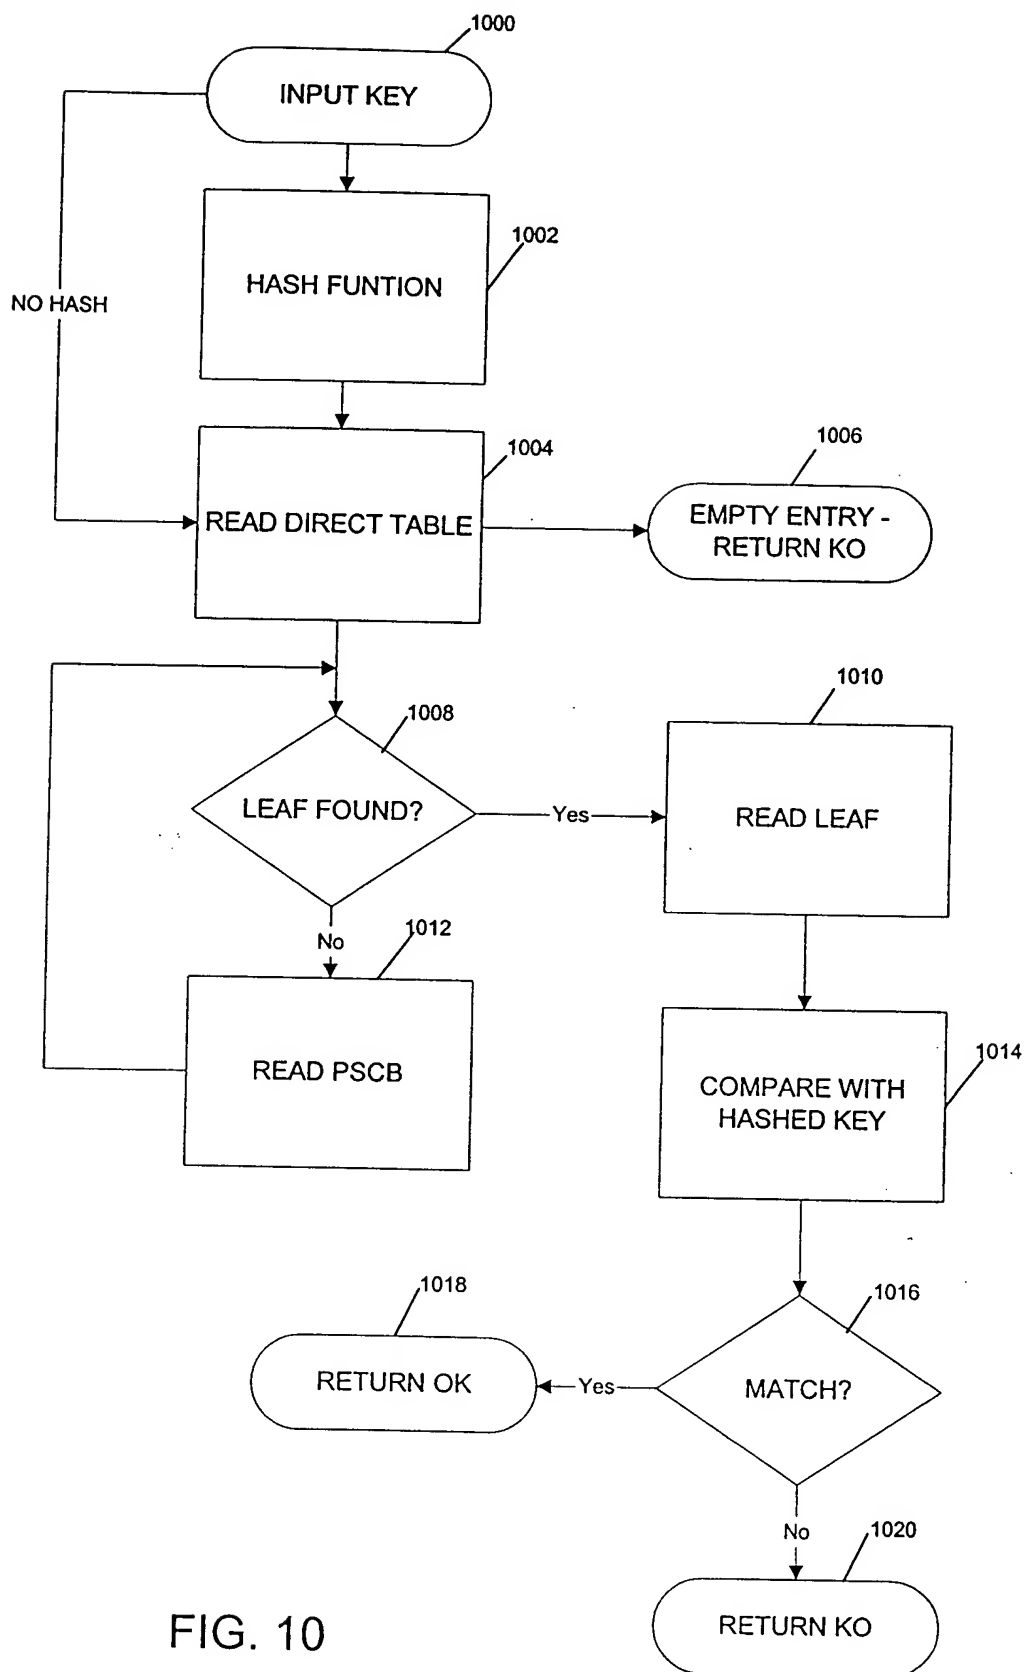 1000
INPUT KEY
1002
HASH FUNTION
NO HASH
1004
READ DIRECT TABLE
1006
EMPTY ENTRY -
RETURN KO
1008
LEAF FOUND?
Yes
1010
READ LEAF
No
1012
READ PSCB
1014
COMPARE WITH
HASHED KEY
1016
MATCH?
Yes
1018
RETURN OK
No
1020
RETURN KO
FIG. 10